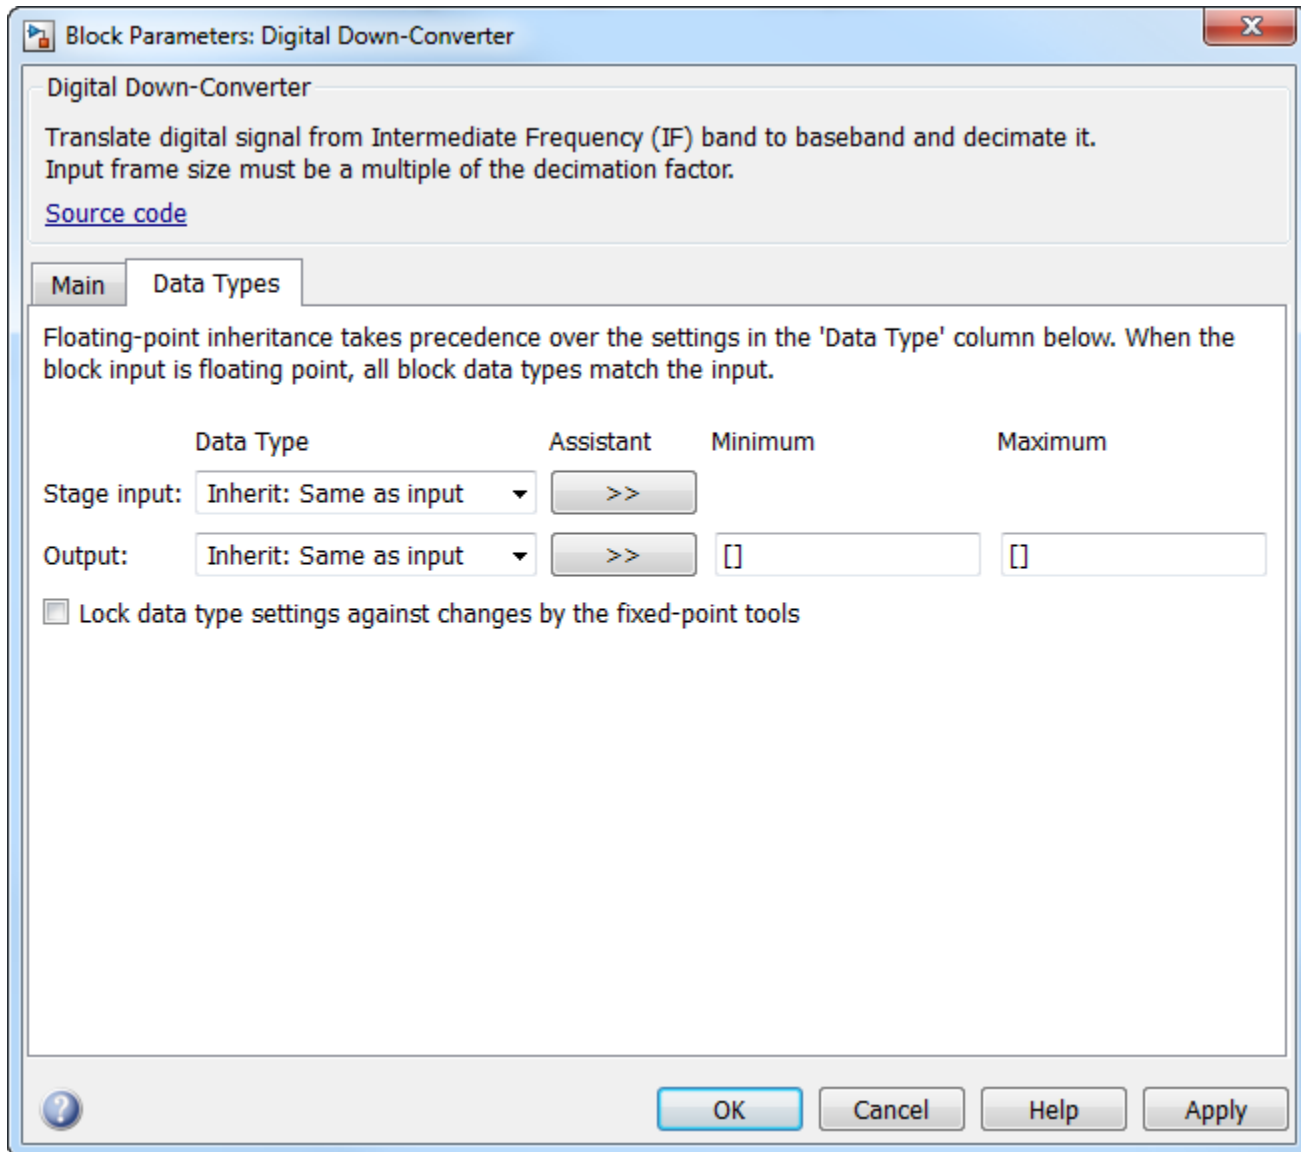 Block Parameters: Digital Down-Converter
X
Digital Down-Converter
Translate digital signal from Intermediate Frequency (IF) band to baseband and decimate it.
Input frame size must be a multiple of the decimation factor.
Source code
Main Data Types
Floating-point inheritance takes precedence over the settings in the 'Data Type' column below. When the
block input is floating point, all block data types match the input.
Data Type Assistant Minimum Maximum
Stage input: Inherit: Same as input >>
Output: Inherit: Same as input >> [] []
Lock data type settings against changes by the fixed-point tools
? OK Cancel Help Apply